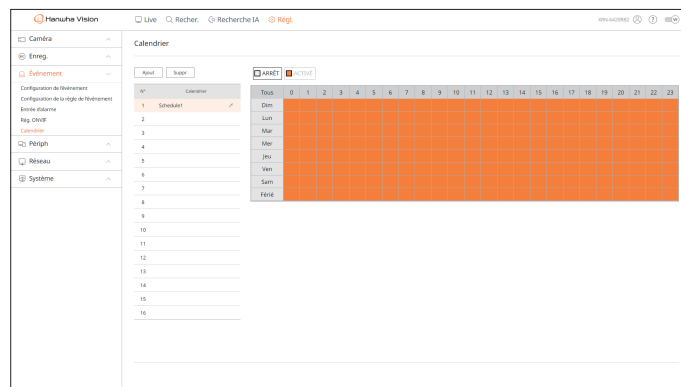 Hanwha Vision
Live Recher. Recherche IA Régl.
Caméra
Enreg.
Événement
Configuration de l'événement
Configuration de la règle de l'événement
Entrée d'alarme
Rég. ONVIF
Calendrier
Périph
Réseau
Système
Calendrier
Ajout Suppr
N° Calendrier
1 Schedule1
2
3
4
5
6
7
8
9
10
11
12
13
14
15
16
ARRÊT ACTIVÉ
Tous 0 1 2 3 4 5 6 7 8 9 10 11 12 13 14 15 16 17 18 19 20 21 22 23
Dim
Lun
Mar
Mer
Jeu
Ven
Sam
Férié